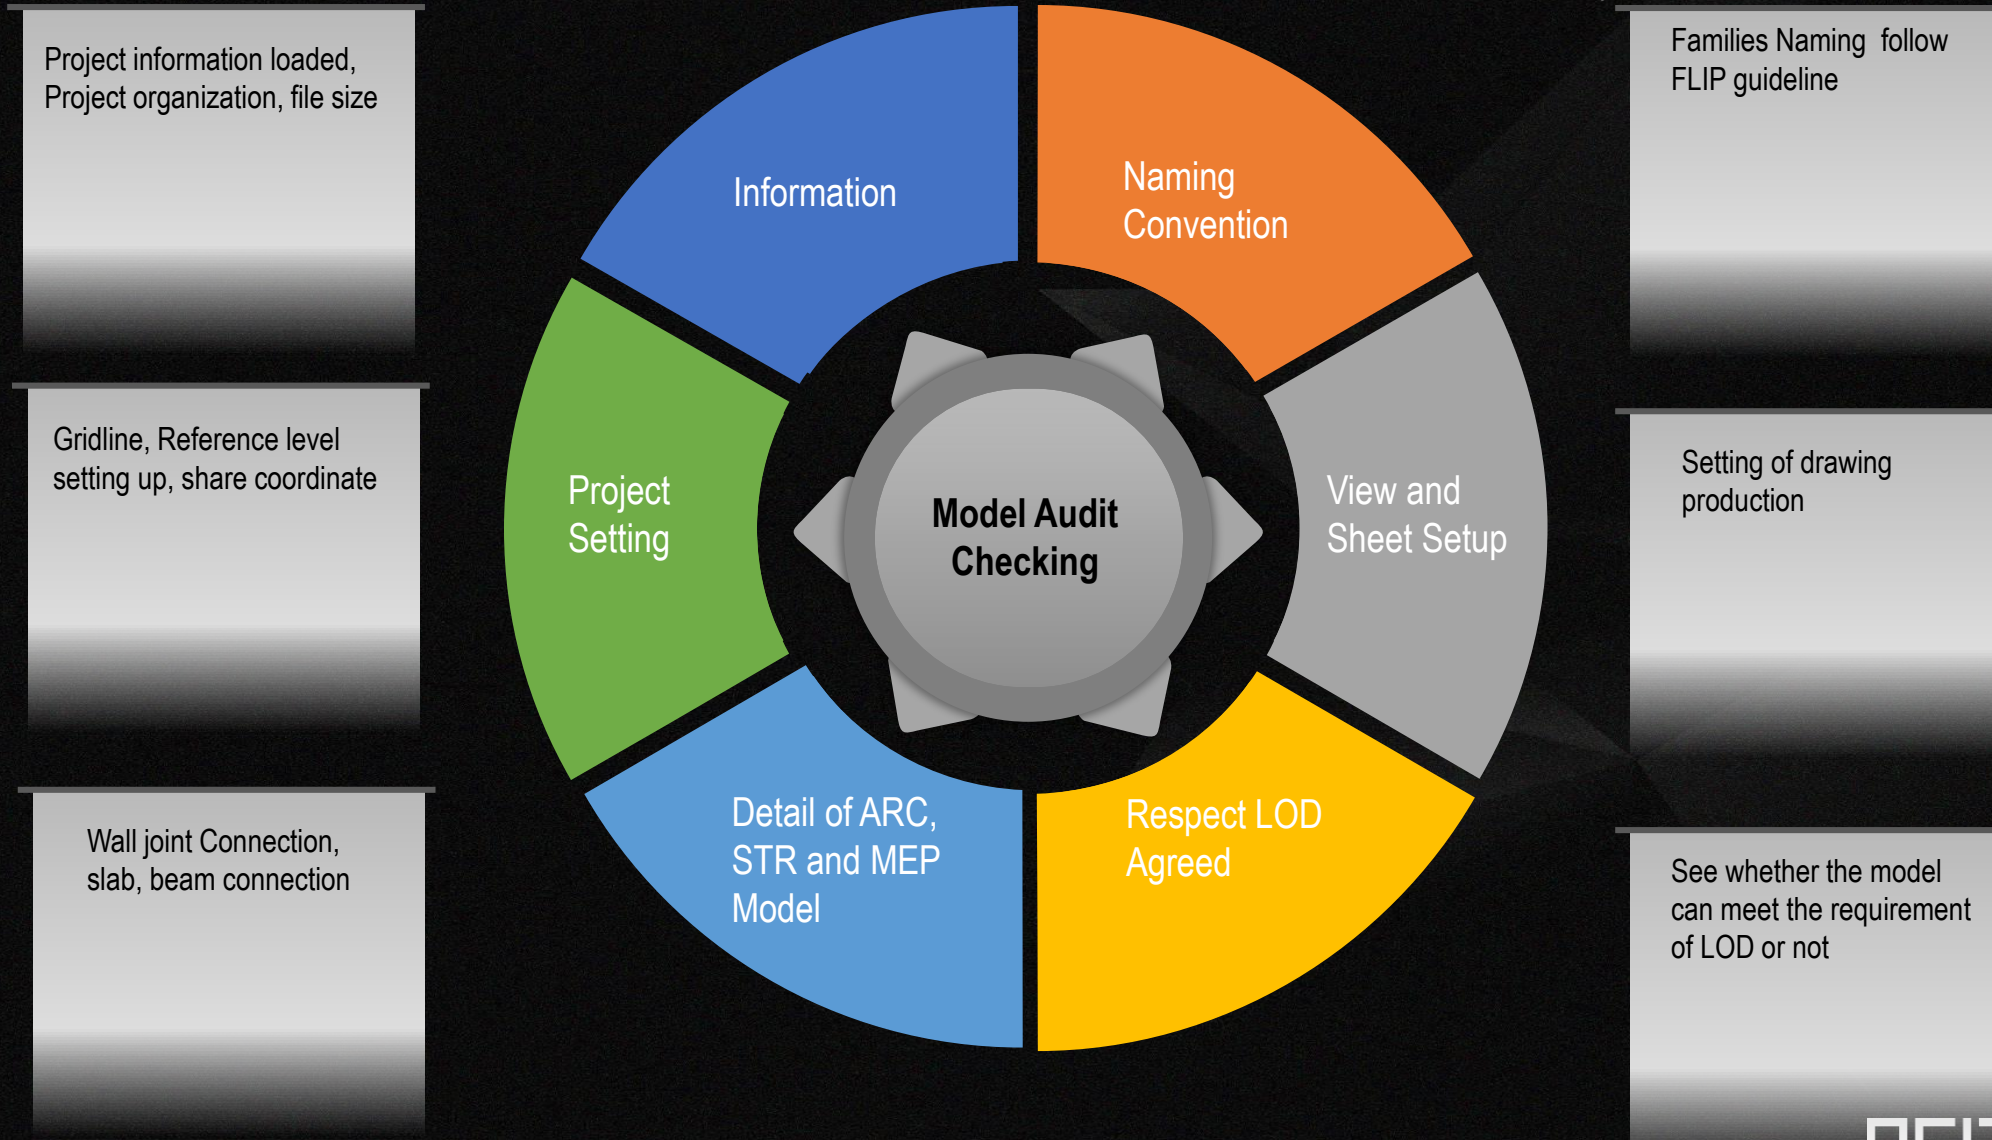 Project information loaded,
Project organization, file size
Gridline, Reference level
setting up, share coordinate
Wall joint Connection,
slab, beam connection
Information
Naming
Convention
Project
Setting
Model Audit
Checking
View and
Sheet Setup
Detail of ARC,
STR and MEP
Model
Respect LOD
Agreed
Families Naming  follow
FLIP guideline
Setting of drawing
production
See whether the model
can meet the requirement
of LOD or not